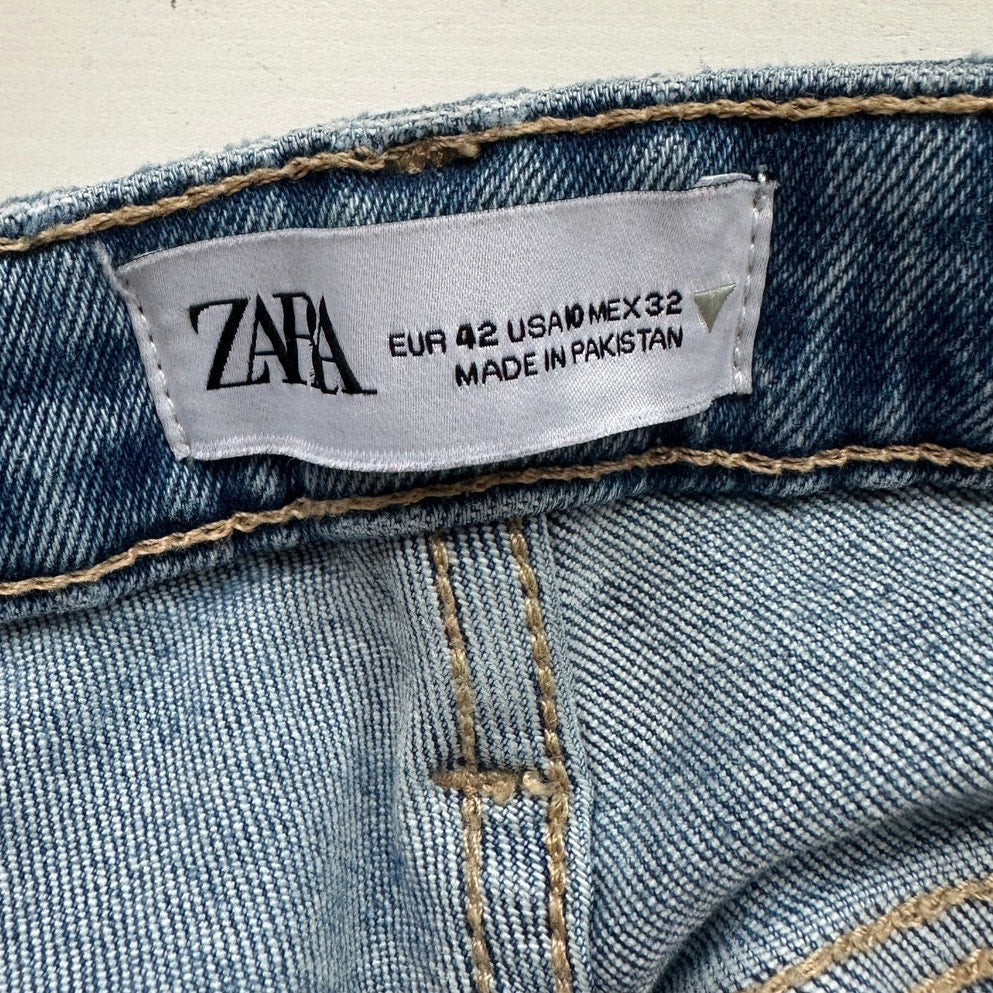 ZARA
EUR 42 USA 10 MEX 32
MADE IN PAKISTAN